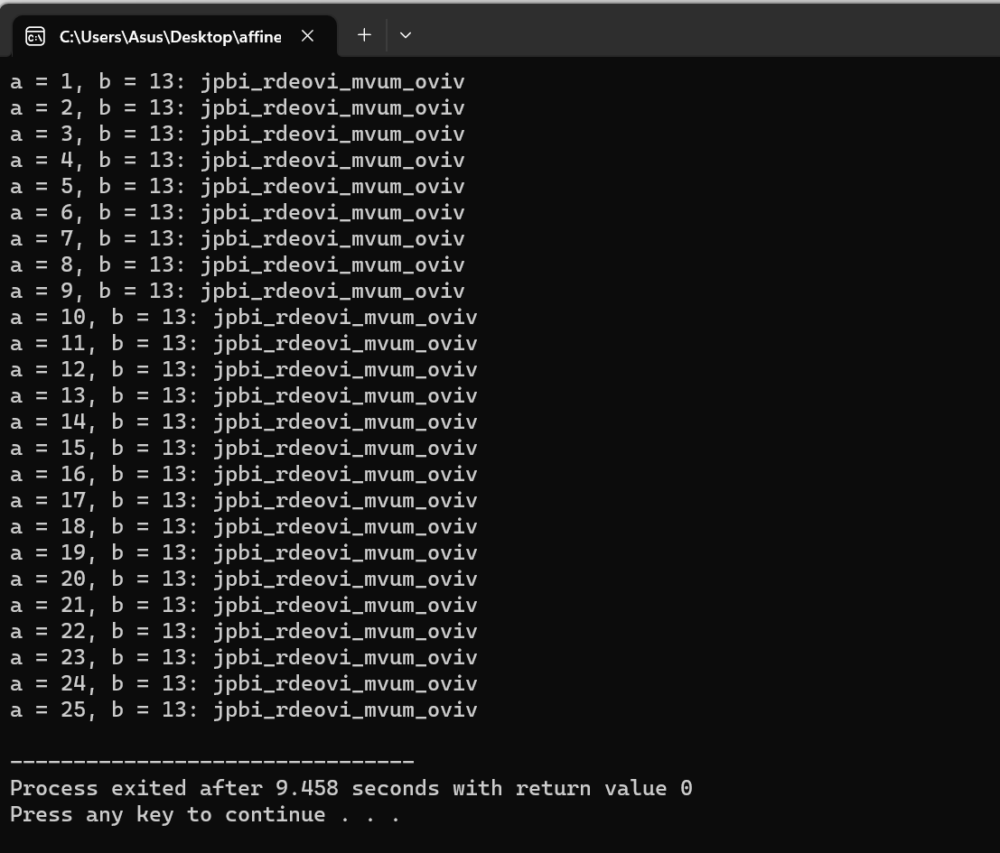 C:\Users\Asus\Desktop\affine
a = 1, b = 13: jpbi_rdeovi_mvum_oviv
a = 2, b = 13: jpbi_rdeovi_mvum_oviv
a = 3, b = 13: jpbi_rdeovi_mvum_oviv
a = 4, b = 13: jpbi_rdeovi_mvum_oviv
a = 5, b = 13: jpbi_rdeovi_mvum_oviv
a = 6, b = 13: jpbi_rdeovi_mvum_oviv
a = 7, b = 13: jpbi_rdeovi_mvum_oviv
a = 8, b = 13: jpbi_rdeovi_mvum_oviv
a = 9, b = 13: jpbi_rdeovi_mvum_oviv
a = 10, b = 13: jpbi_rdeovi_mvum_oviv
a = 11, b = 13: jpbi_rdeovi_mvum_oviv
a = 12, b = 13: jpbi_rdeovi_mvum_oviv
a = 13, b = 13: jpbi_rdeovi_mvum_oviv
a = 14, b = 13: jpbi_rdeovi_mvum_oviv
a = 15, b = 13: jpbi_rdeovi_mvum_oviv
a = 16, b = 13: jpbi_rdeovi_mvum_oviv
a = 17, b = 13: jpbi_rdeovi_mvum_oviv
a = 18, b = 13: jpbi_rdeovi_mvum_oviv
a = 19, b = 13: jpbi_rdeovi_mvum_oviv
a = 20, b = 13: jpbi_rdeovi_mvum_oviv
a = 21, b = 13: jpbi_rdeovi_mvum_oviv
a = 22, b = 13: jpbi_rdeovi_mvum_oviv
a = 23, b = 13: jpbi_rdeovi_mvum_oviv
a = 24, b = 13: jpbi_rdeovi_mvum_oviv
a = 25, b = 13: jpbi_rdeovi_mvum_oviv
--------------------------------
Process exited after 9.458 seconds with return value 0
Press any key to continue . . .